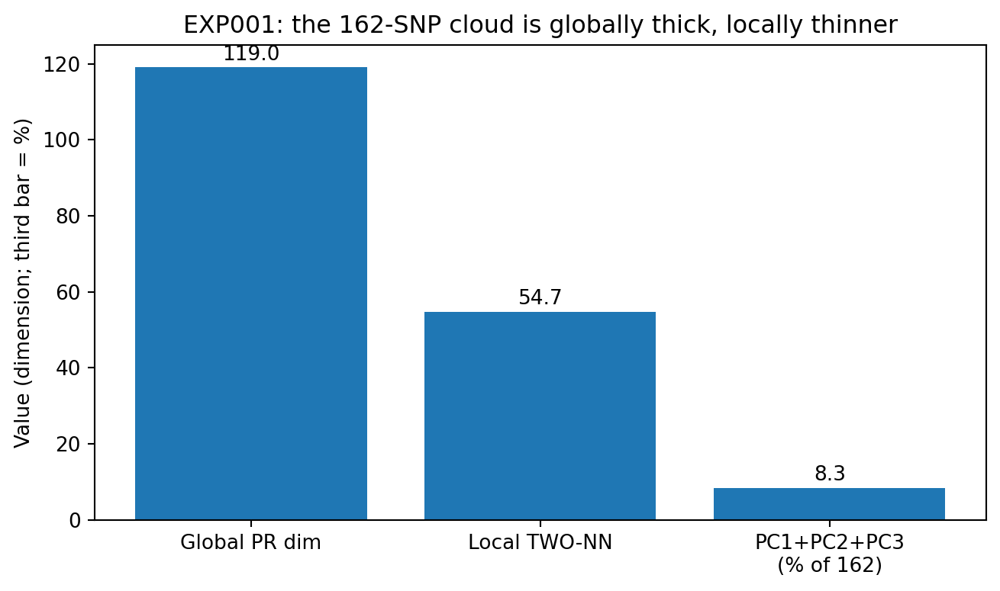 EXP001: the 162-SNP cloud is globally thick, locally thinner
Value (dimension; third bar = %)
120
100
80
60
40
20
0
119.0
54.7
8.3
Global PR dim
Local TWO-NN
PC1+PC2+PC3
(% of 162)